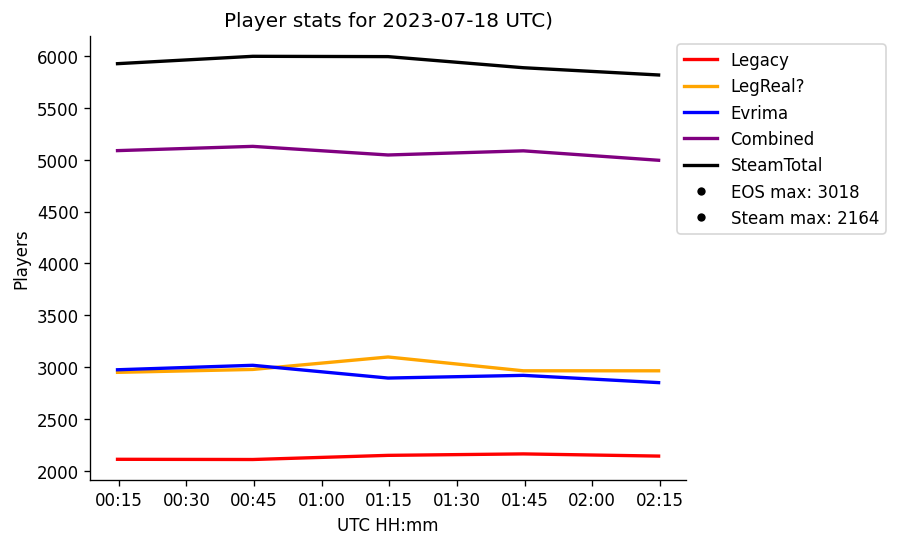 Player stats for 2023-07-18 UTC)
Players
6000
5500
5000
4500
4000
3500
3000
2500
2000
00:15 00:30 00:45 01:00 01:15 01:30 01:45 02:00 02:15
UTC HH:mm
Legacy
LegReal?
Evrima
Combined
SteamTotal
EOS max: 3018
Steam max: 2164